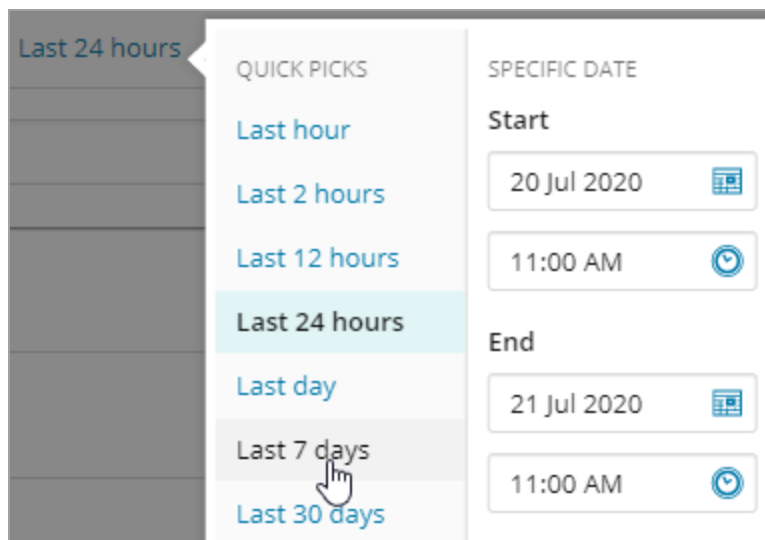 Last 24 hours
QUICK PICKS
Last hour
Last 2 hours
Last 12 hours
Last 24 hours
Last day
Last 7 days
Last 30 days
SPECIFIC DATE
Start
20 Jul 2020
11:00 AM
End
21 Jul 2020
11:00 AM